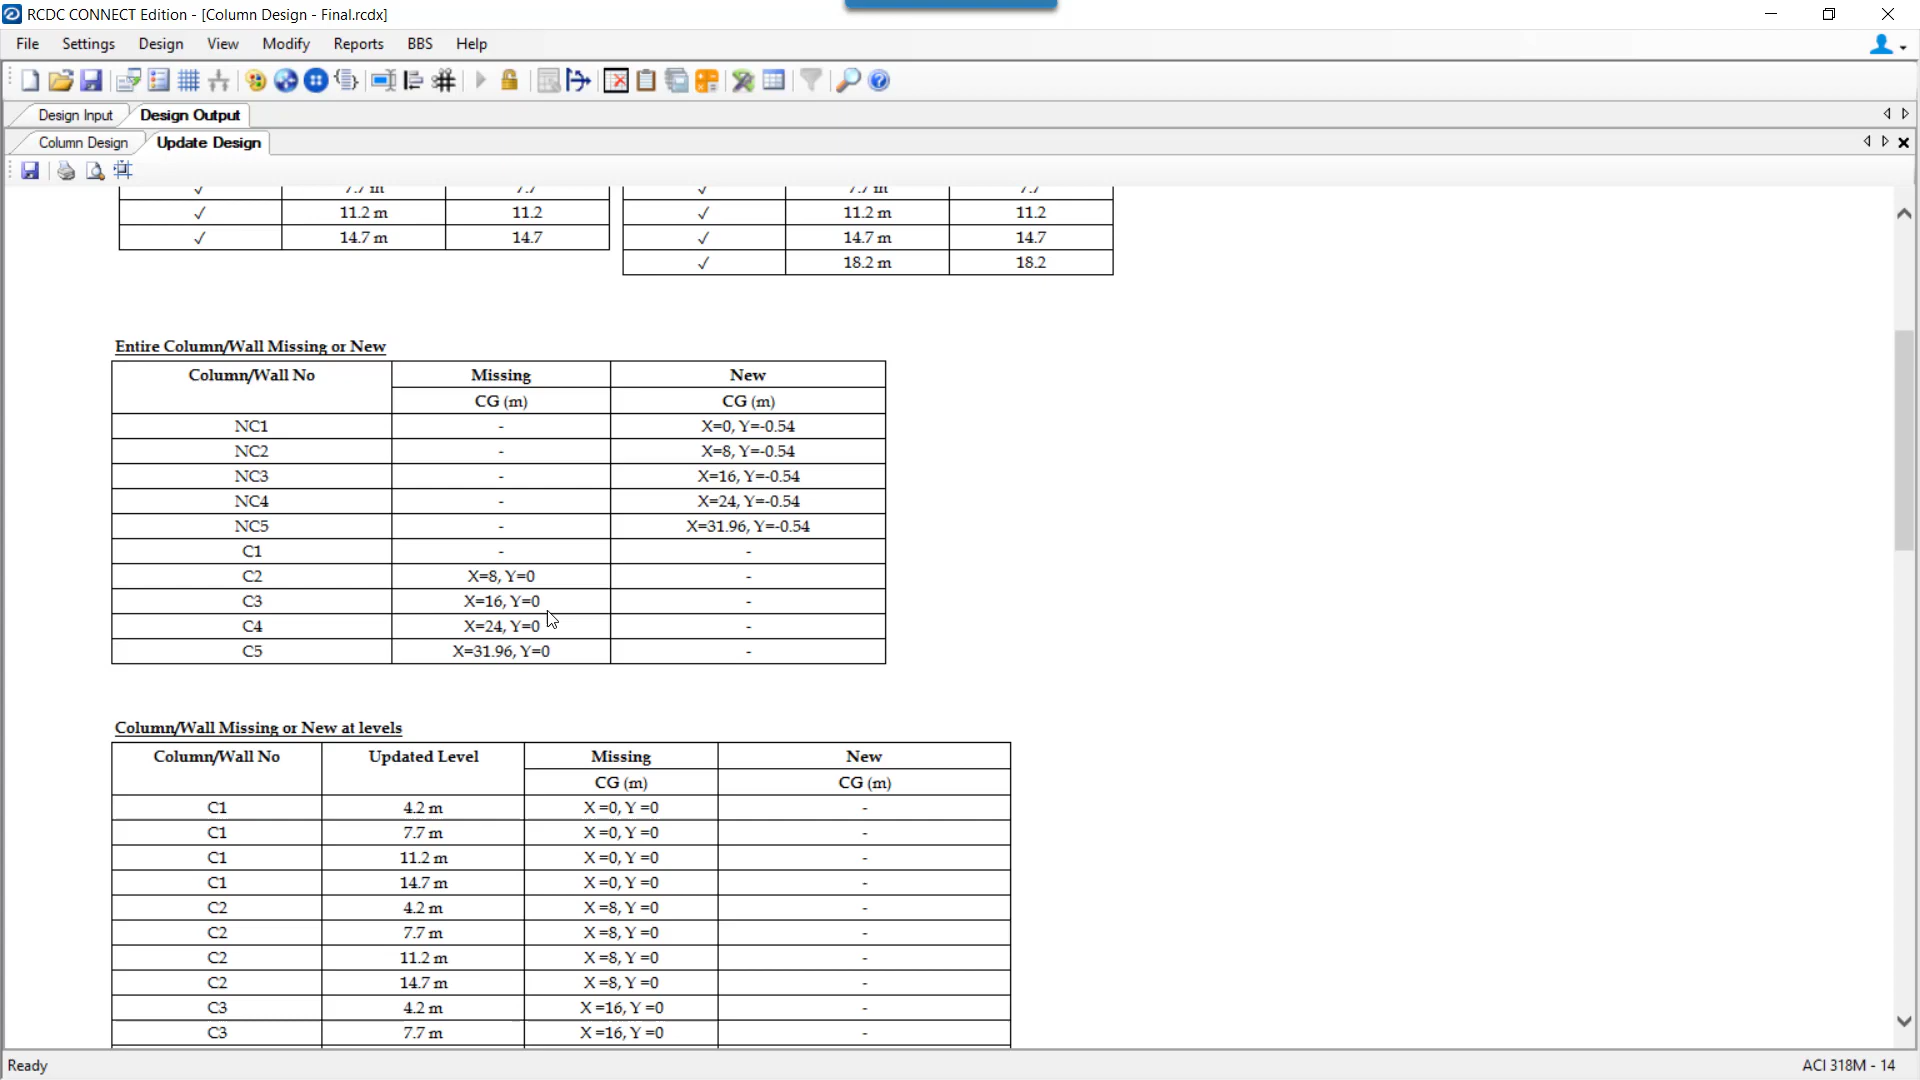 RCDC CONNECT Edition - [Column Design - Final.rcdx]
File Settings Design View Modify Reports BBS Help
Design Input Design Output
Column Design Update Design
✓ 7.7 m 7.7 ✓ 7.7 m 7.7
✓ 11.2 m 11.2 ✓ 11.2 m 11.2
✓ 14.7 m 14.7 ✓ 14.7 m 14.7
✓ 18.2 m 18.2
Entire Column/Wall Missing or New
Column/Wall No Missing New
CG (m) CG (m)
NC1 - X=0, Y=-0.54
NC2 - X=8, Y=-0.54
NC3 - X=16, Y=-0.54
NC4 - X=24, Y=-0.54
NC5 - X=31.96, Y=-0.54
C1 - -
C2 X=8, Y=0 -
C3 X=16, Y=0 -
C4 X=24, Y=0 -
C5 X=31.96, Y=0 -
Column/Wall Missing or New at levels
Column/Wall No Updated Level Missing New
CG (m) CG (m)
C1 4.2 m X =0, Y =0 -
C1 7.7 m X =0, Y =0 -
C1 11.2 m X =0, Y =0 -
C1 14.7 m X =0, Y =0 -
C2 4.2 m X =8, Y =0 -
C2 7.7 m X =8, Y =0 -
C2 11.2 m X =8, Y =0 -
C2 14.7 m X =8, Y =0 -
C3 4.2 m X =16, Y =0 -
C3 7.7 m X =16, Y =0 -
Ready ACI 318M - 14